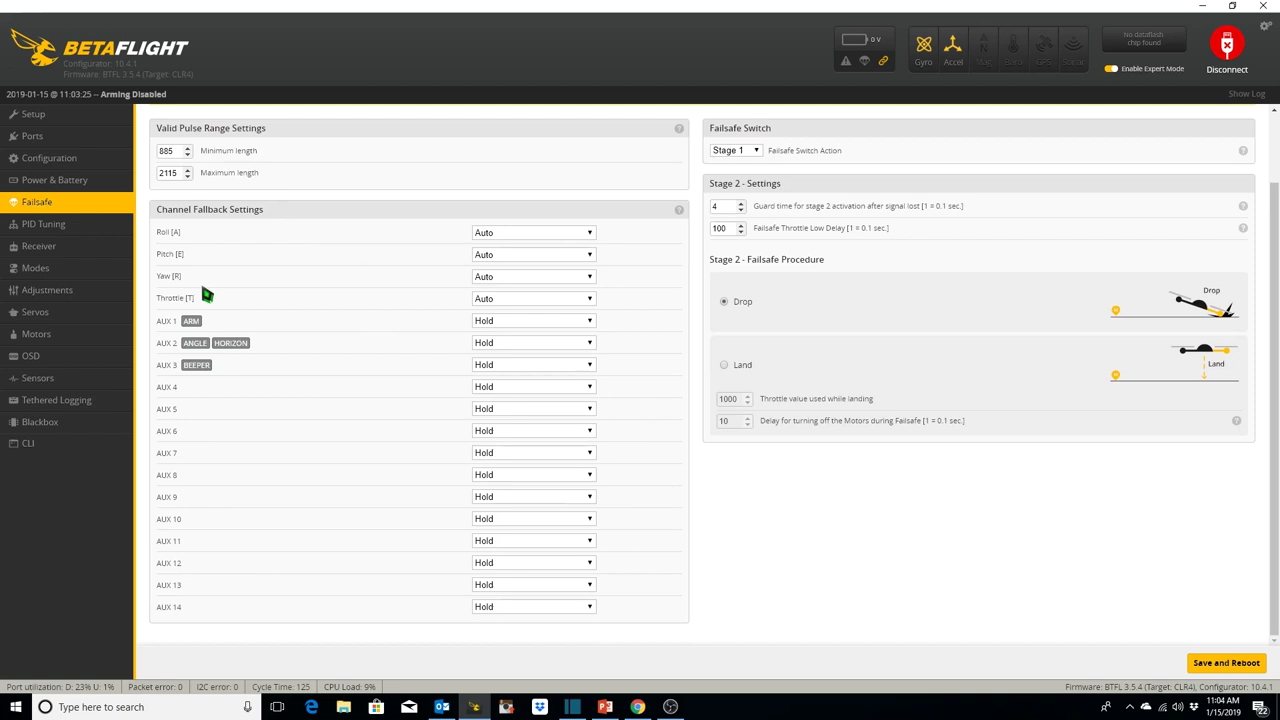 BETAFLIGHT
Configurator: 10.4.1
Firmware: BTFL 3.5.4 (Target: CLR4)
0 V
Gyro
Accel
Mag
Baro
GPS
Sonar
No dataflash
chip found
Enable Expert Mode
Disconnect
2019-01-15 @ 11:03:25 -- Arming Disabled
Show Log
Setup
Ports
Configuration
Power & Battery
Failsafe
PID Tuning
Receiver
Modes
Adjustments
Servos
Motors
OSD
Sensors
Tethered Logging
Blackbox
CLI
Valid Pulse Range Settings
?
885 Minimum length
2115 Maximum length
Channel Fallback Settings
?
Roll [A] Auto
Pitch [E] Auto
Yaw [R] Auto
Throttle [T] Auto
AUX 1 ARM Hold
AUX 2 ANGLE HORIZON Hold
AUX 3 BEEPER Hold
AUX 4 Hold
AUX 5 Hold
AUX 6 Hold
AUX 7 Hold
AUX 8 Hold
AUX 9 Hold
AUX 10 Hold
AUX 11 Hold
AUX 12 Hold
AUX 13 Hold
AUX 14 Hold
Failsafe Switch
Stage 1 Failsafe Switch Action ?
Stage 2 - Settings
4 Guard time for stage 2 activation after signal lost [1 = 0.1 sec.] ?
100 Failsafe Throttle Low Delay [1 = 0.1 sec.] ?
Stage 2 - Failsafe Procedure
Drop
Drop
Land
Land
1000 Throttle value used while landing
10 Delay for turning off the Motors during Failsafe [1 = 0.1 sec.] ?
Save and Reboot
Port utilization: D: 23% U: 1% Packet error: 0 I2C error: 0 Cycle Time: 125 CPU Load: 9% Firmware: BTFL 3.5.4 (Target: CLR4), Configurator: 10.4.1
Type here to search
11:04 AM
1/15/2019
22